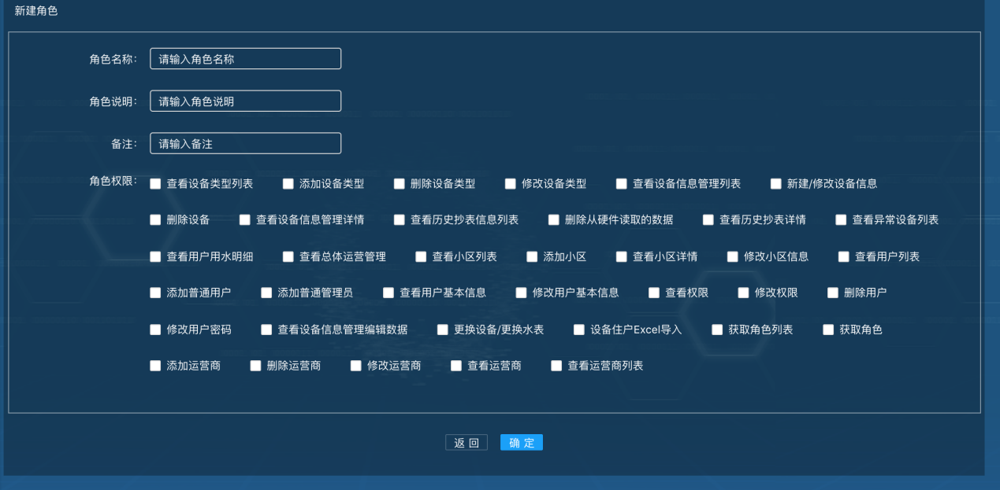 新建角色
角色名称: 请输入角色名称
角色说明: 请输入角色说明
备注: 请输入备注
角色权限: 查看设备类型列表 添加设备类型 删除设备类型 修改设备类型 查看设备信息管理列表 新建/修改设备信息
删除设备 查看设备信息管理详情 查看历史抄表信息列表 删除从硬件读取的数据 查看历史抄表详情 查看异常设备列表
查看用户用水明细 查看总体运营管理 查看小区列表 添加小区 查看小区详情 修改小区信息 查看用户列表
添加普通用户 添加普通管理员 查看用户基本信息 修改用户基本信息 查看权限 修改权限 删除用户
修改用户密码 查看设备信息管理编辑数据 更换设备/更换水表 设备住户Excel导入 获取角色列表 获取角色
添加运营商 删除运营商 修改运营商 查看运营商 查看运营商列表
返 回 确 定